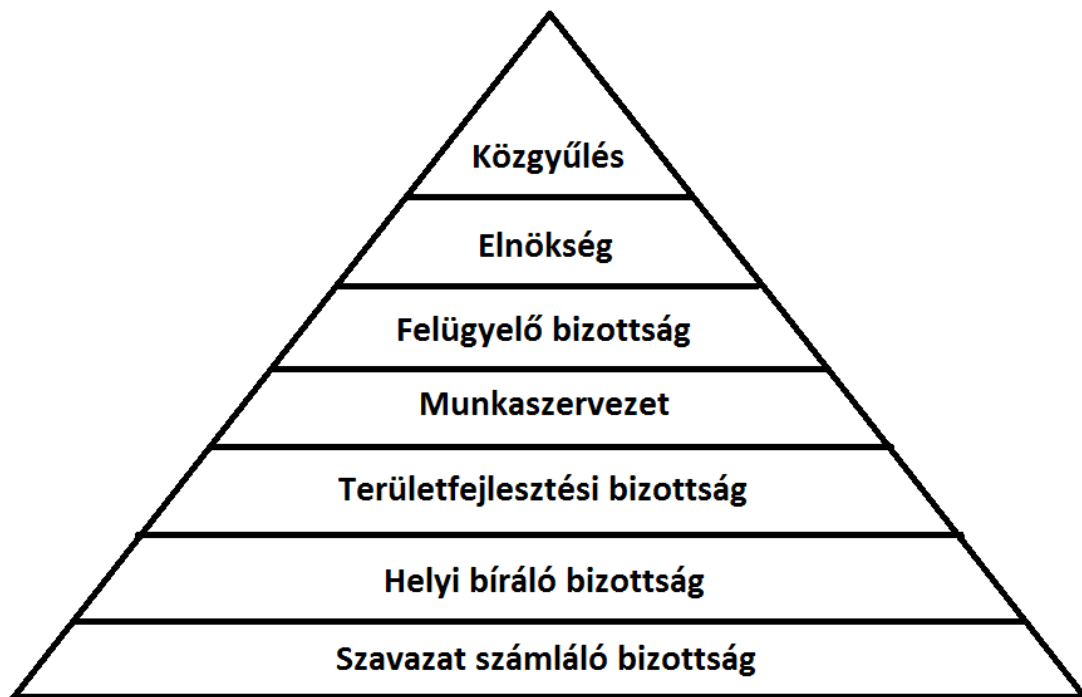 Közgyűlés
Elnökség
Felügyelő bizottság
Munkaszervezet
Területfejlesztési bizottság
Helyi bíráló bizottság
Szavazat számláló bizottság